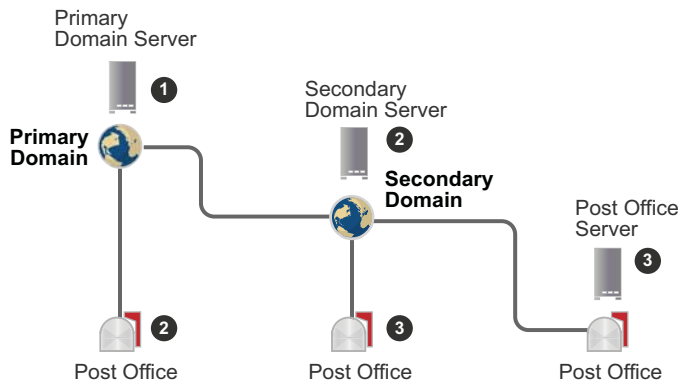 Primary
Domain Server
1
Secondary
Domain Server
2
Primary
Domain
Secondary
Domain
Post Office
Server
3
2
3
Post Office
Post Office
Post Office